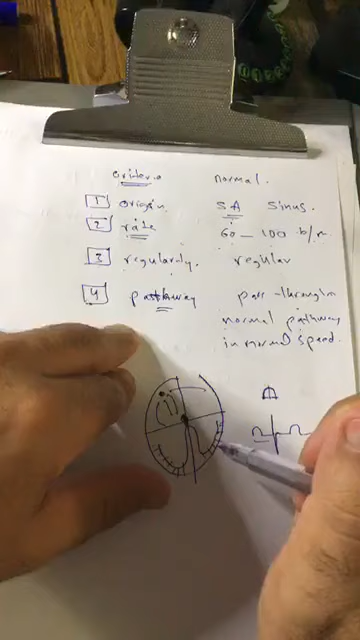 criteria normal.
1 origin. SA sinus.
2 rate 60 - 100 b/m.
3 regularly. regular
4 pathway pass through
normal pathway
in normal speed.